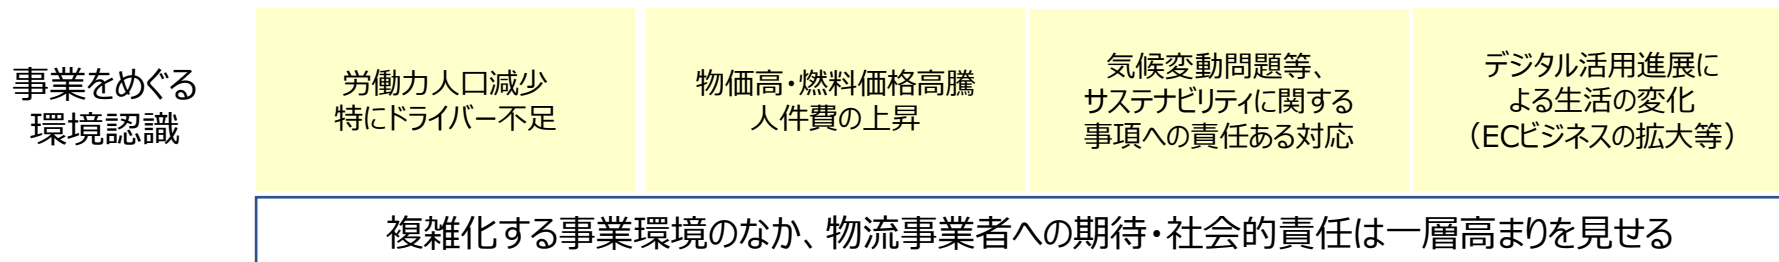 事業をめぐる
環境認識
労働力人口減少
特にドライバー不足
物価高・燃料価格高騰
人件費の上昇
気候変動問題等、
サステナビリティに関する
事項への責任ある対応
デジタル活用進展に
よる生活の変化
（ECビジネスの拡大等）
複雑化する事業環境のなか、物流事業者への期待・社会的責任は一層高まりを見せる